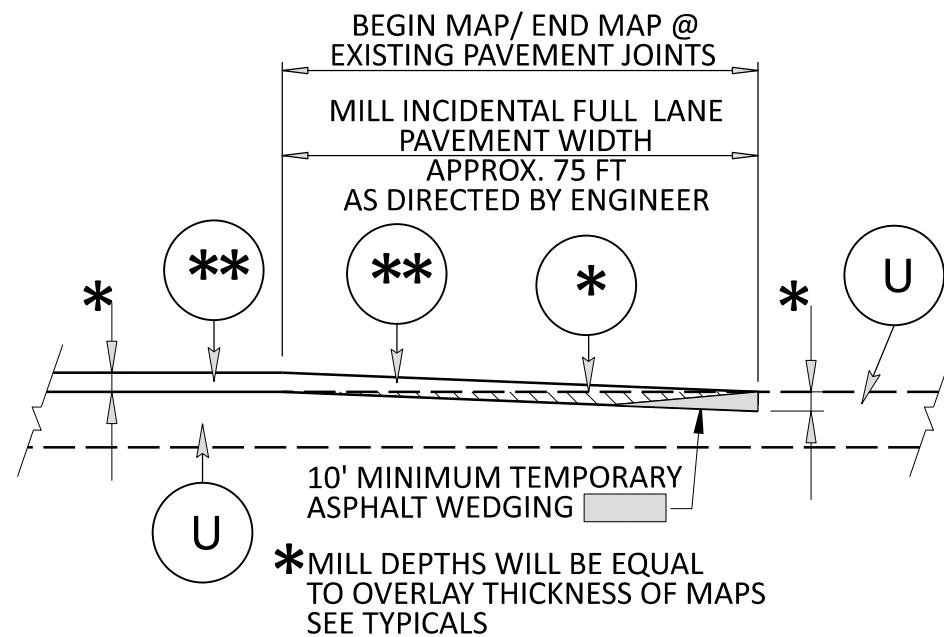 BEGIN MAP/ END MAP @
EXISTING PAVEMENT JOINTS
MILL INCIDENTAL FULL LANE
PAVEMENT WIDTH
APPROX. 75 FT
AS DIRECTED BY ENGINEER
*
**
**
*
*
U
U
10' MINIMUM TEMPORARY
ASPHALT WEDGING
*MILL DEPTHS WILL BE EQUAL
TO OVERLAY THICKNESS OF MAPS
SEE TYPICALS